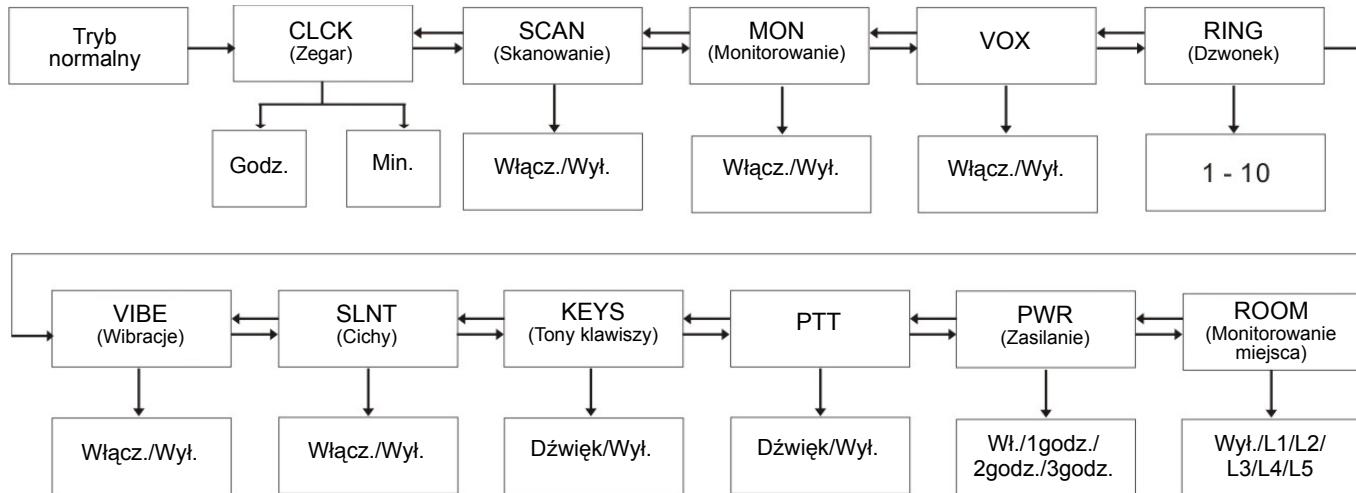 Tryb
normalny
CLCK
(Zegar)
SCAN
(Skanowanie)
MON
(Monitorowanie)
VOX
RING
(Dzwonek)
Godz.
Min.
Włącz./Wył.
Włącz./Wył.
Włącz./Wył.
1 - 10
VIBE
(Wibracje)
SLNT
(Cichy)
KEYS
(Tony klawiszy)
PTT
PWR
(Zasilanie)
ROOM
(Monitorowanie
miejsca)
Włącz./Wył.
Włącz./Wył.
Dźwięk/Wył.
Dźwięk/Wył.
Wł./1godz./
2godz./3godz.
Wył./L1/L2/
L3/L4/L5